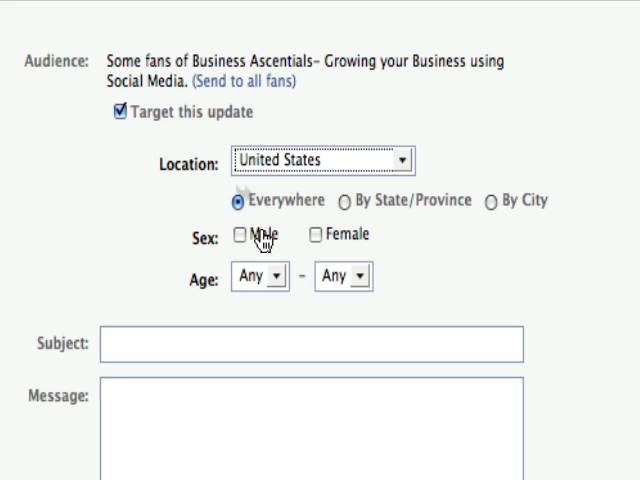 Audience: Some fans of Business Ascentials- Growing your Business using
Social Media. (Send to all fans)
Target this update
Location: United States
Everywhere By State/Province By City
Sex: Male Female
Age: Any - Any
Subject:
Message: